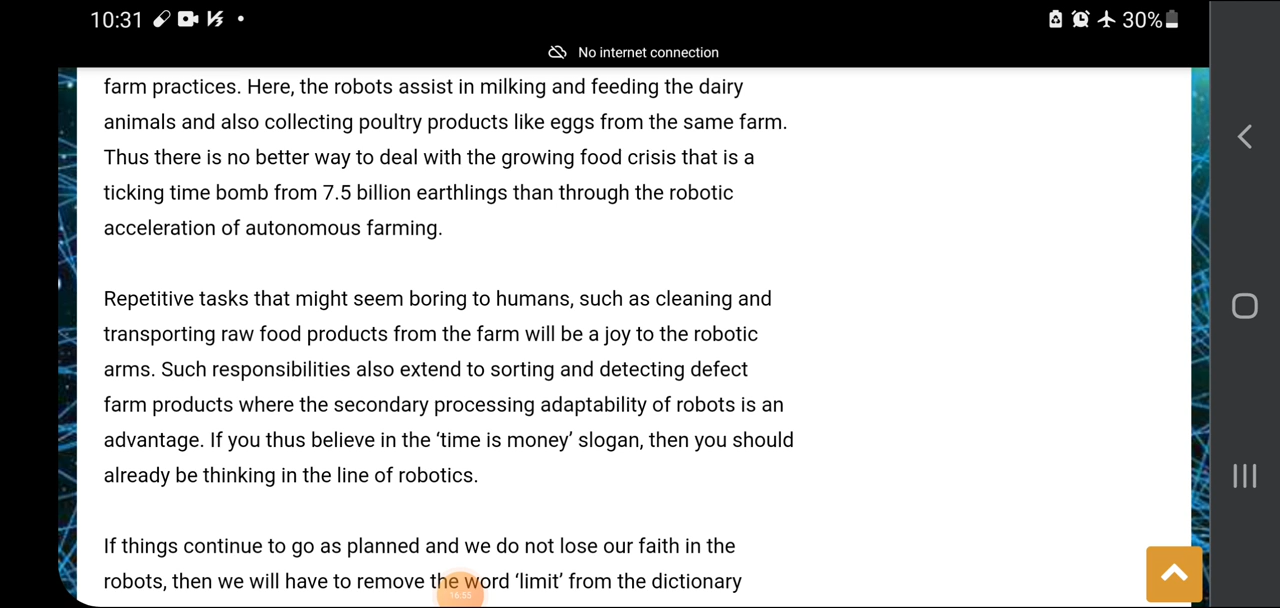 10:31
30%
No internet connection
farm practices. Here, the robots assist in milking and feeding the dairy
animals and also collecting poultry products like eggs from the same farm.
Thus there is no better way to deal with the growing food crisis that is a
ticking time bomb from 7.5 billion earthlings than through the robotic
acceleration of autonomous farming.
Repetitive tasks that might seem boring to humans, such as cleaning and
transporting raw food products from the farm will be a joy to the robotic
arms. Such responsibilities also extend to sorting and detecting defect
farm products where the secondary processing adaptability of robots is an
advantage. If you thus believe in the ‘time is money’ slogan, then you should
already be thinking in the line of robotics.
If things continue to go as planned and we do not lose our faith in the
robots, then we will have to remove the word ‘limit’ from the dictionary
16:55